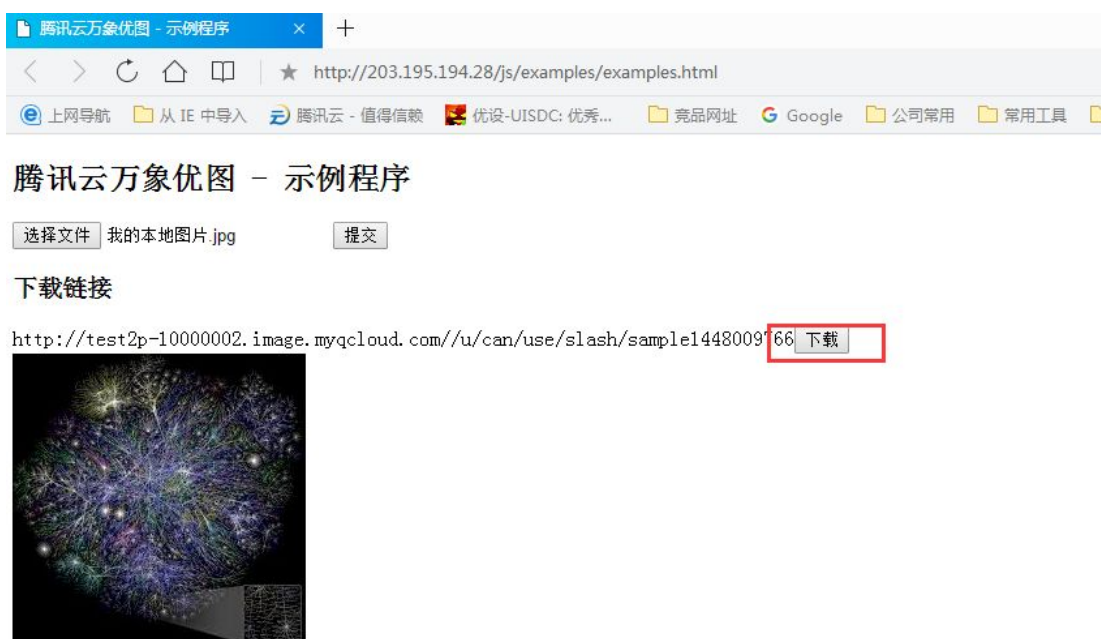 腾讯云万象优图 - 示例程序
http://203.195.194.28/js/examples/examples.html
上网导航 从 IE 中导入 腾讯云 - 值得信赖 优设-UISDC: 优秀... 竞品网址 Google 公司常用 常用工具
腾讯云万象优图 - 示例程序
选择文件 我的本地图片.jpg 提交
下载链接
http://test2p-10000002.image.myqcloud.com//u/can/use/slash/sample1448009766 下载